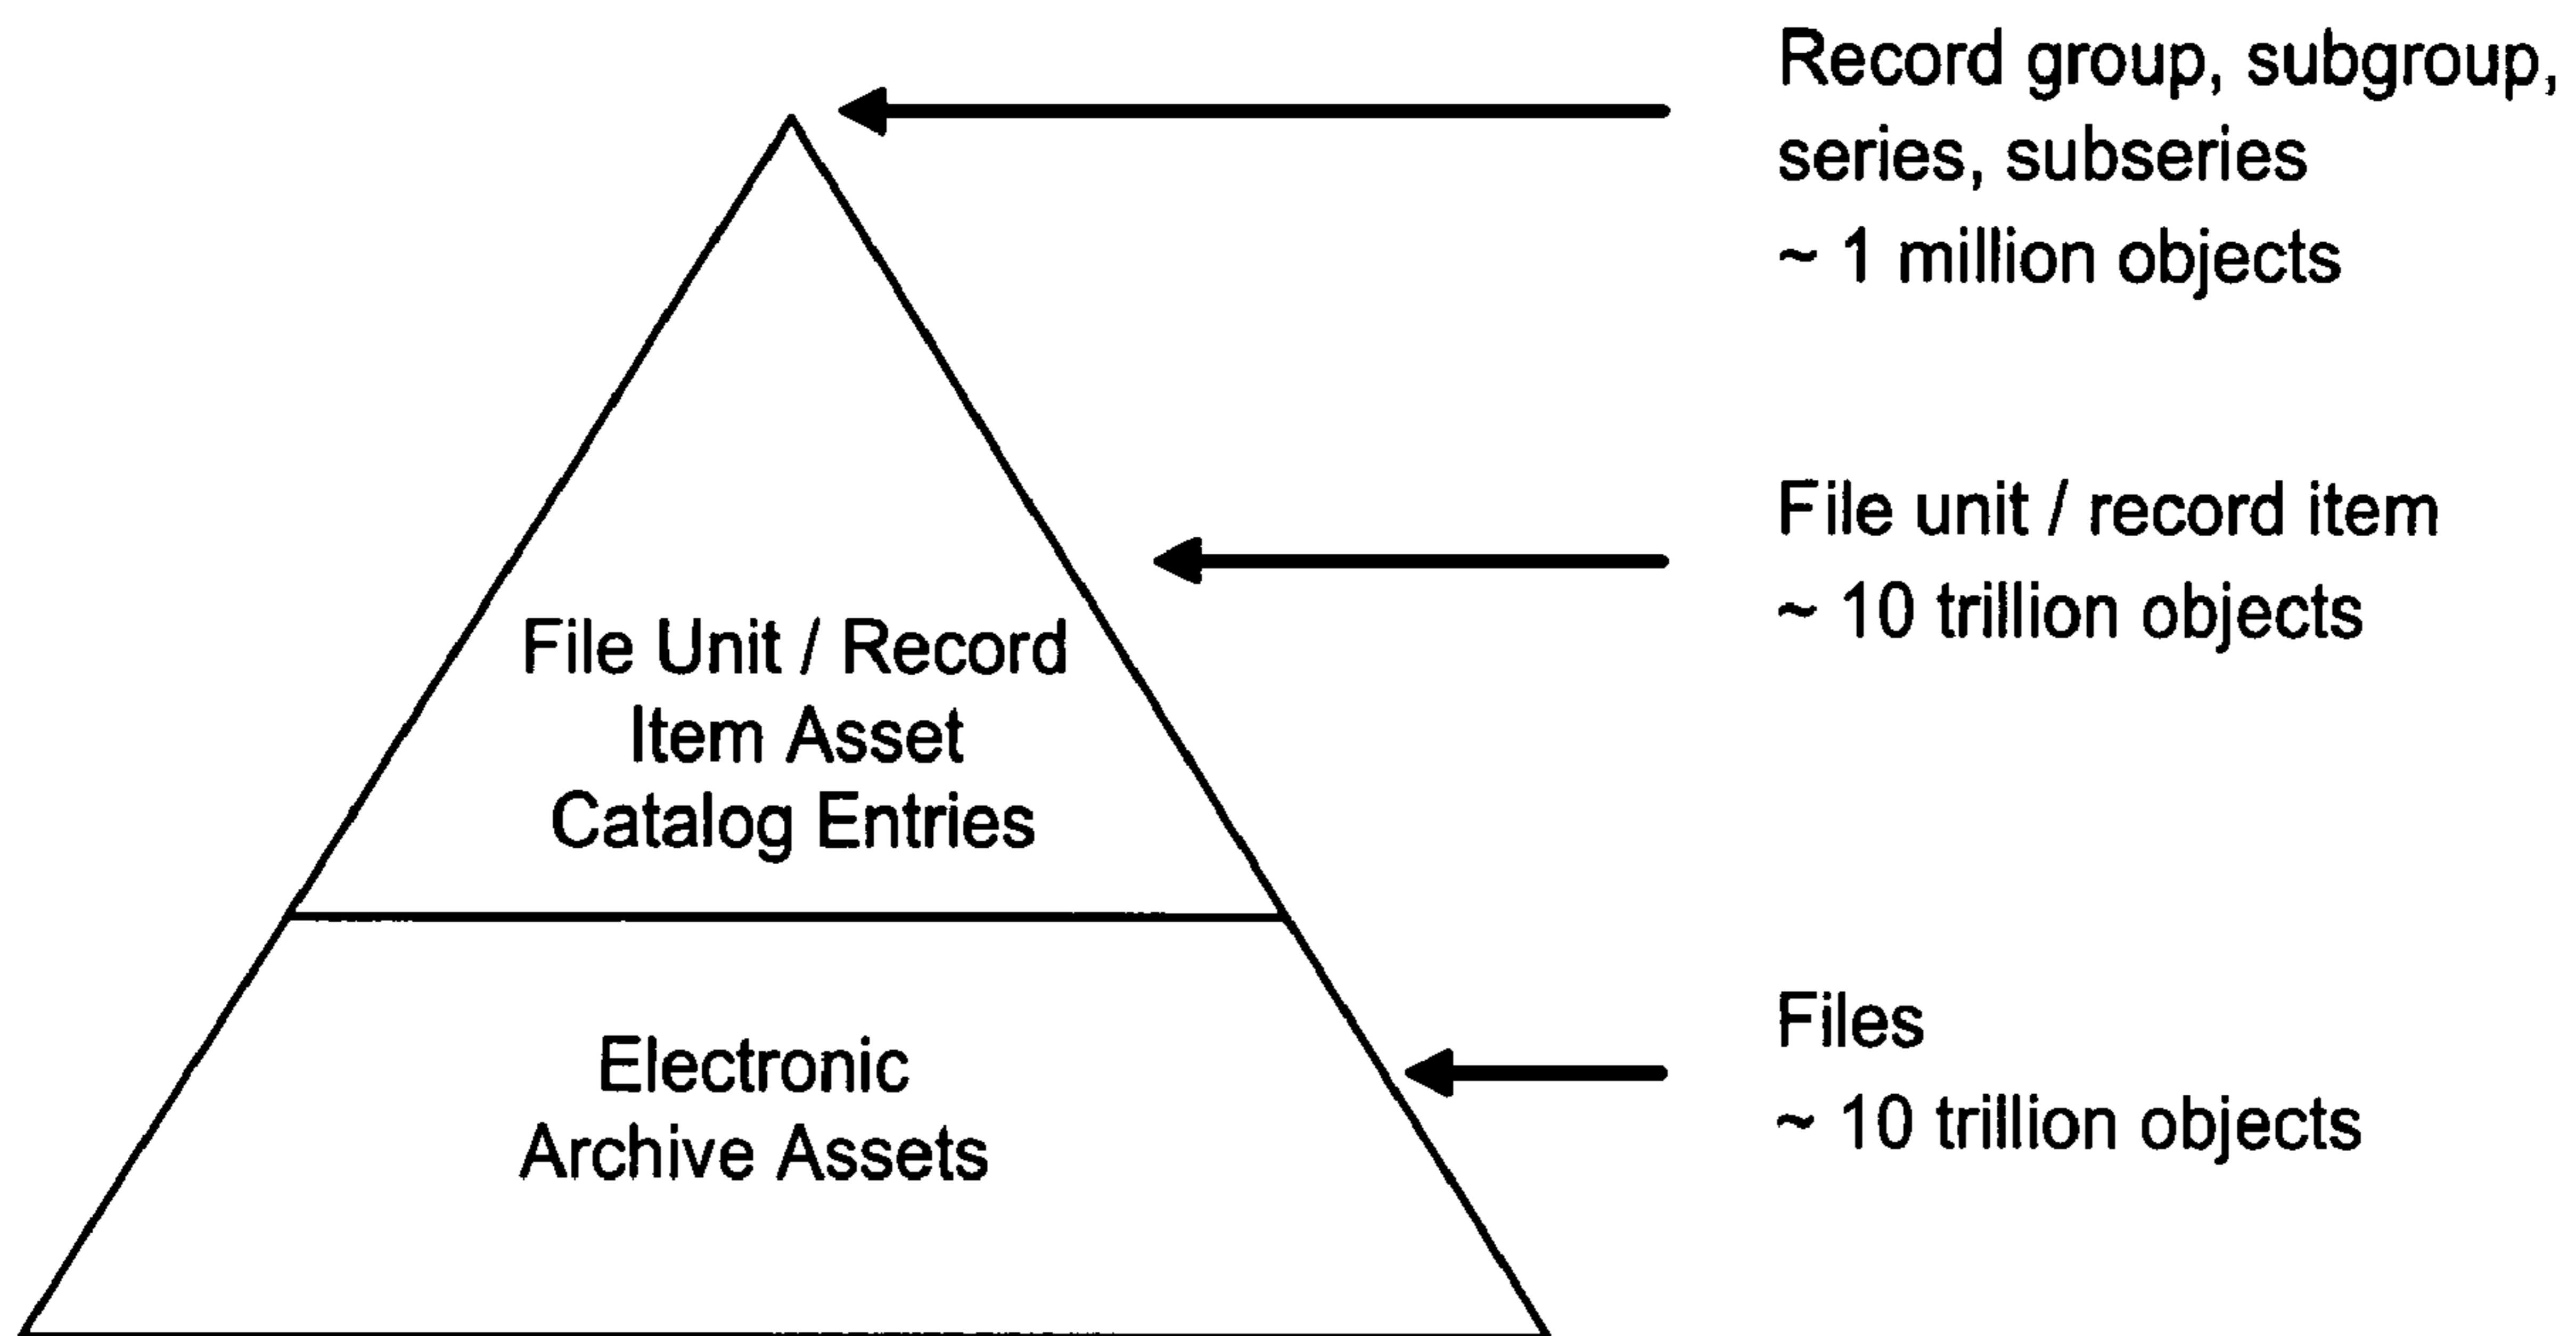 Record group, subgroup,
series, subseries
~ 1 million objects
File unit / record item
~ 10 trillion objects
File Unit / Record
Item Asset
Catalog Entries
Files
~ 10 trillion objects
Electronic
Archive Assets